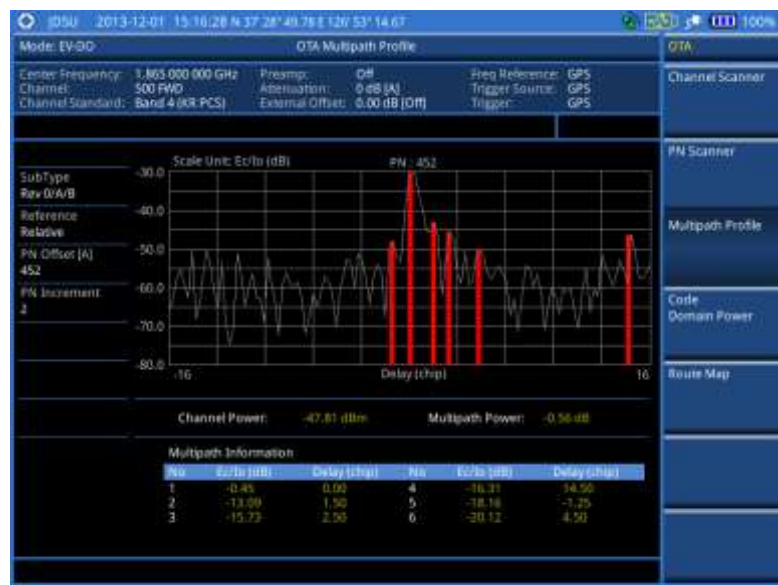 JDSU 2013-12-01 15:16:28 N 37° 28' 49.78 E 126° 53' 14.67 100%
Mode: EV-DO OTA Multipath Profile OTA
Center Frequency: 1.865 000 000 GHz Preamp: Off Freq Reference: GPS
Channel: 500 FWD Attenuation: 0 dB [A] Trigger Source: GPS
Channel Standard: Band 4 (KR PCS) External Offset: 0.00 dB [Off] Trigger: GPS
Channel Scanner
PN Scanner
Multipath Profile
Code
Domain Power
Route Map
SubType
Rev 0/A/B
Reference
Relative
PN Offset [A]
452
PN Increment
2
Scale Unit: Ec/Io (dB) PN : 452
-30.0
-40.0
-50.0
-60.0
-70.0
-80.0
-16 Delay (chip) 16
Channel Power: -47.81 dBm Multipath Power: -0.56 dB
Multipath Information
No Ec/Io (dB) Delay (chip) No Ec/Io (dB) Delay (chip)
1 -0.45 0.00 4 -16.31 14.50
2 -13.09 1.50 5 -18.16 -1.25
3 -15.73 2.50 6 -20.12 4.50